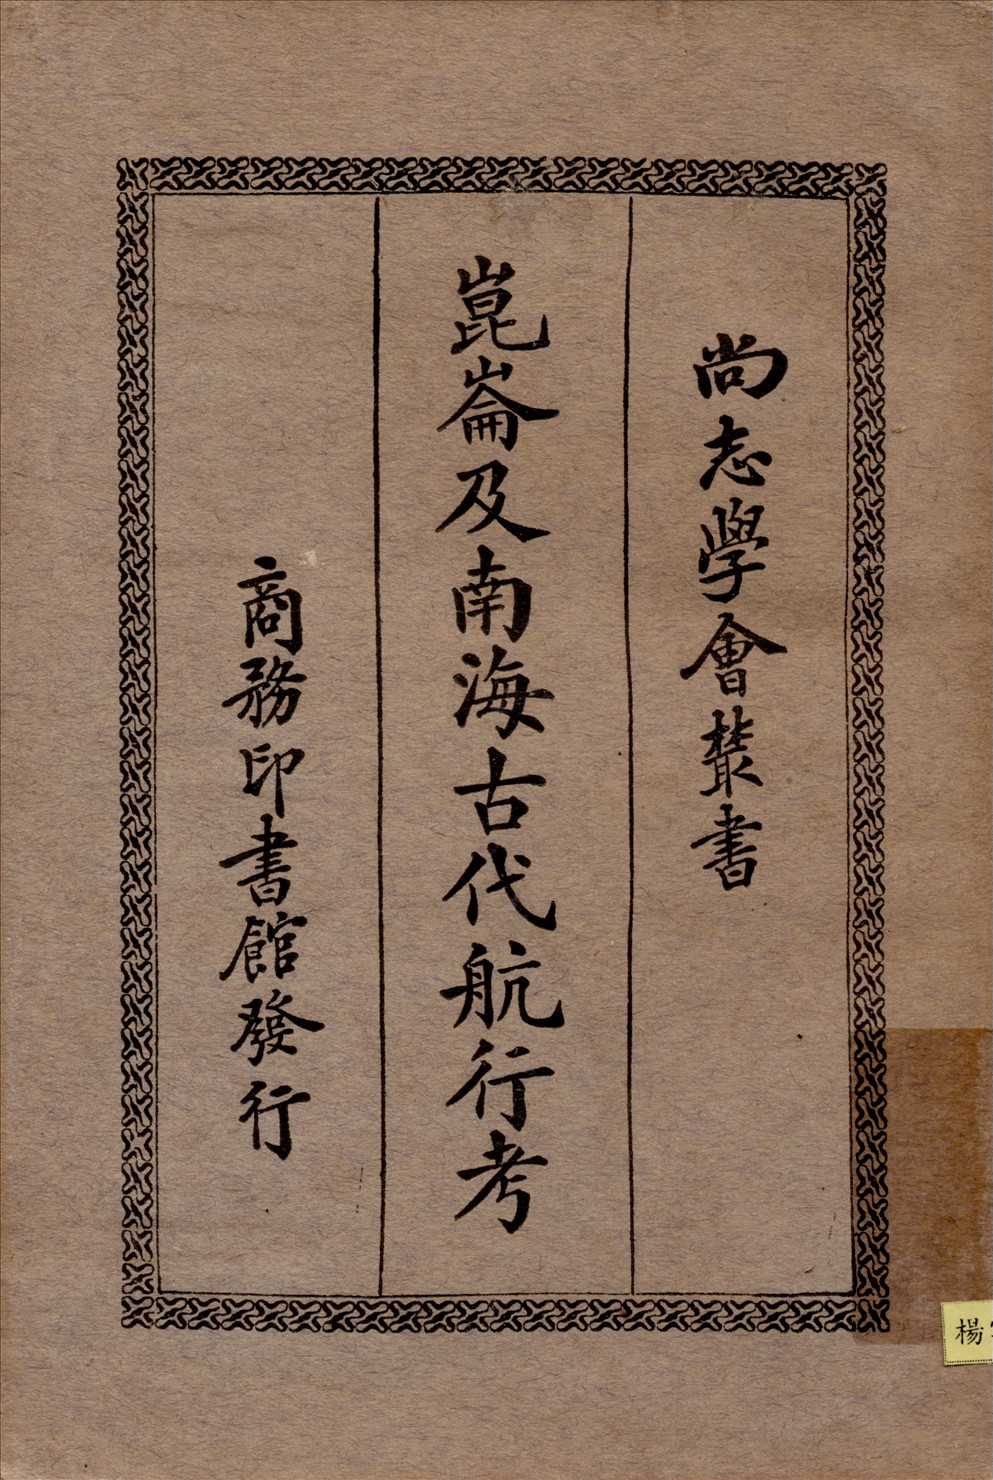 尚志學會叢書
崑崙及南海古代航行考
商務印書館發行
楊